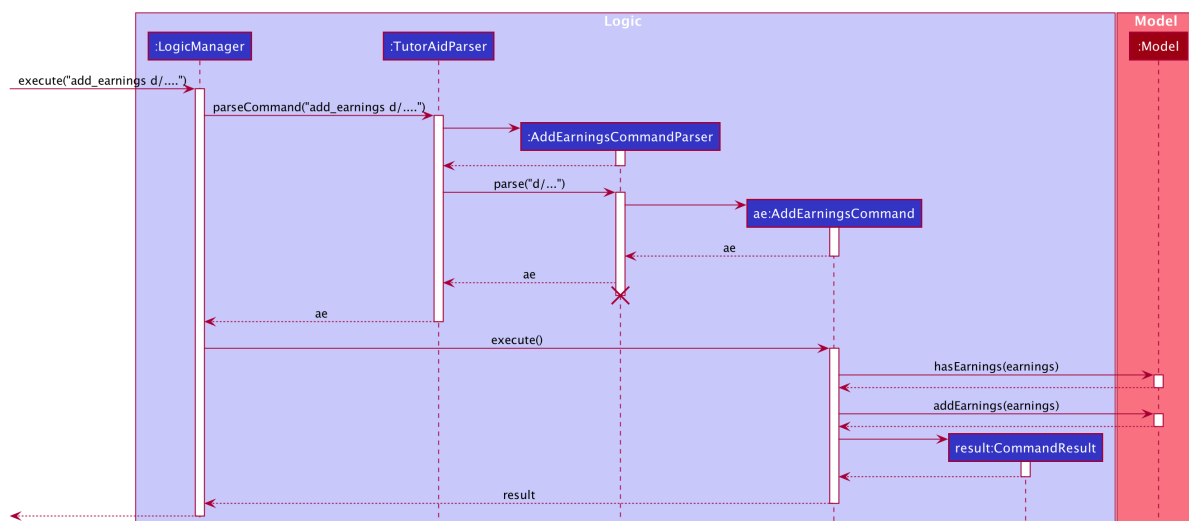 Logic
Model
:LogicManager
:TutorAidParser
:Model
execute("add_earnings d/....")
parseCommand("add_earnings d/....")
:AddEarningsCommandParser
parse("d/...")
ae:AddEarningsCommand
ae
ae
ae
execute()
hasEarnings(earnings)
addEarnings(earnings)
result:CommandResult
result